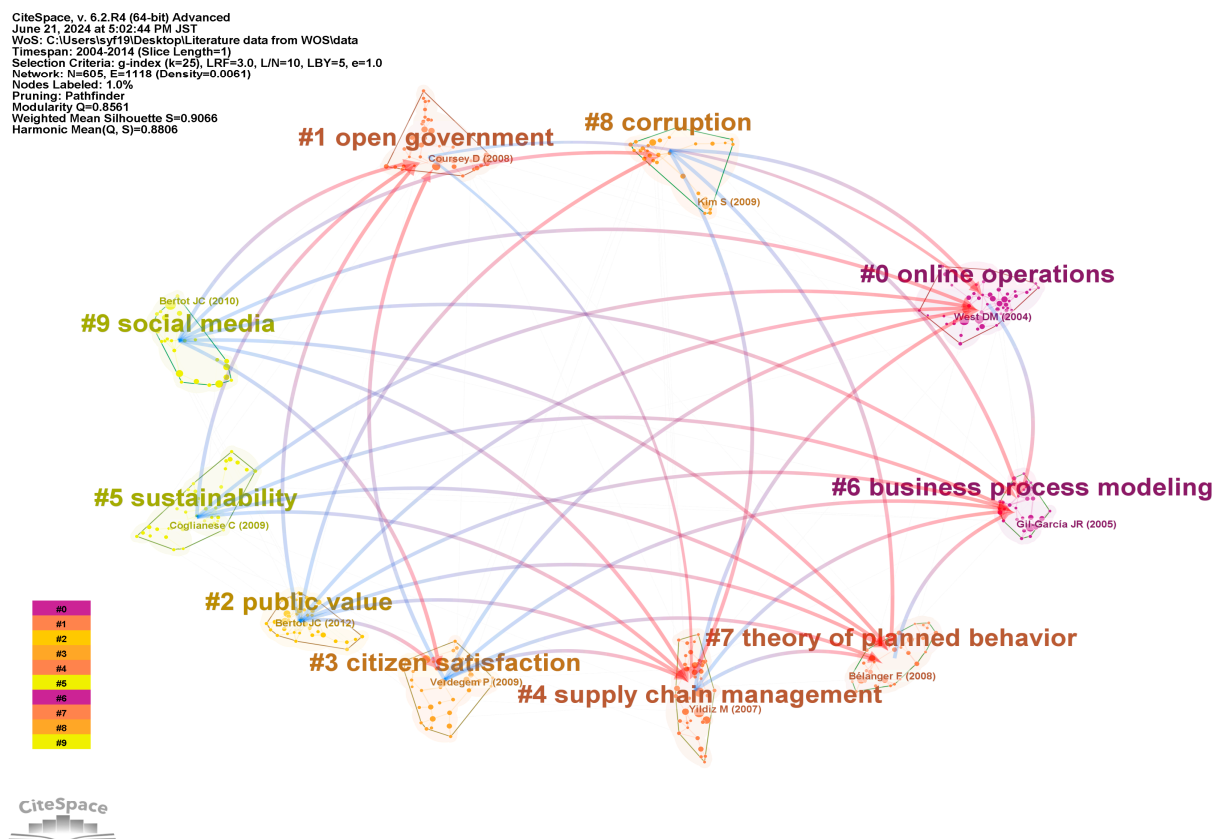 CiteSpace, v. 6.2.R4 (64-bit) Advanced
June 21, 2024 at 5:02:44 PM JST
WoS: C:\Users\syf19\Desktop\Literature data from WOS\data
Timespan: 2004-2014 (Slice Length=1)
Selection Criteria: g-index (k=25), LRF=3.0, L/N=10, LBY=5, e=1.0
Network: N=605, E=1118 (Density=0.0061)
Nodes Labeled: 1.0%
Pruning: Pathfinder
Modularity Q=0.8561
Weighted Mean Silhouette S=0.9066
Harmonic Mean(Q, S)=0.8806
#8 corruption
#1 open government
Coursey D (2008)
Kim S (2009)
#0 online operations
Bertot JC (2010)
West DM (2004)
#9 social media
#6 business process modeling
#5 sustainability
Coglianese C (2009)
Gil-García JR (2005)
#2 public value
Bertot JC (2012)
#7 theory of planned behavior
#3 citizen satisfaction
Bélanger F (2008)
Verdegem P (2009)
#4 supply chain management
Yildiz M (2007)
#0
#1
#2
#3
#4
#5
#6
#7
#8
#9
CiteSpace